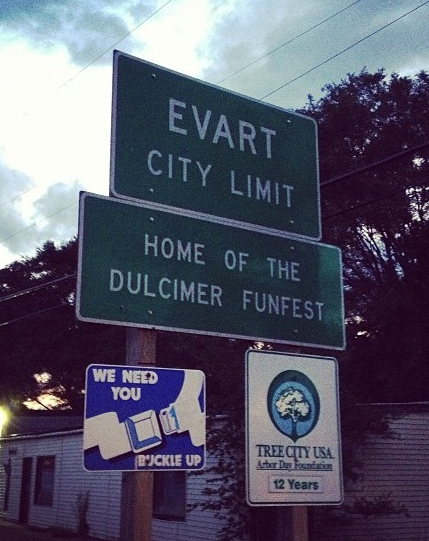 EVART
CITY LIMIT
HOME OF THE
DULCIMER FUNFEST
WE NEED
YOU
BUCKLE UP
TREE CITY USA
Arbor Day Foundation
12 Years